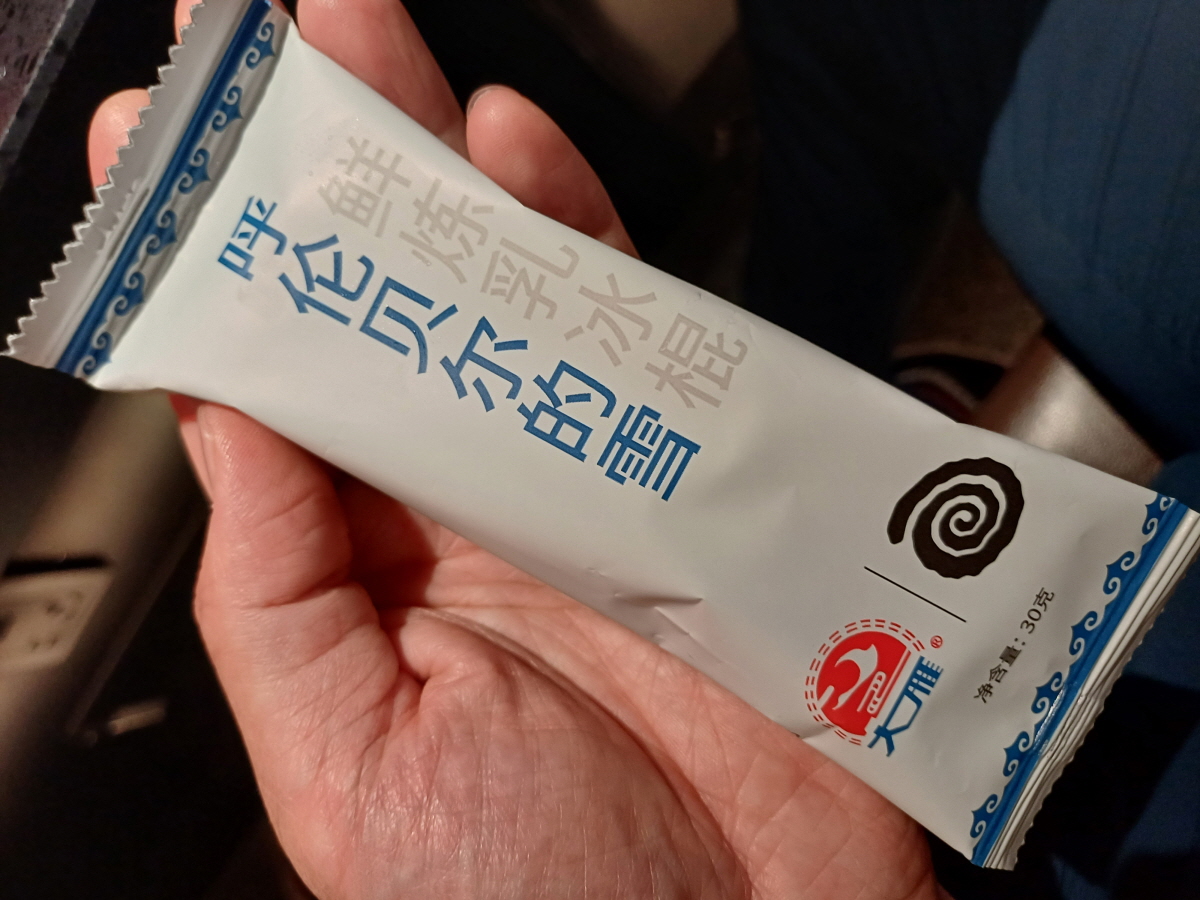 鲜炼乳冰棍
呼伦贝尔的雪
大雁®
净含量：30克